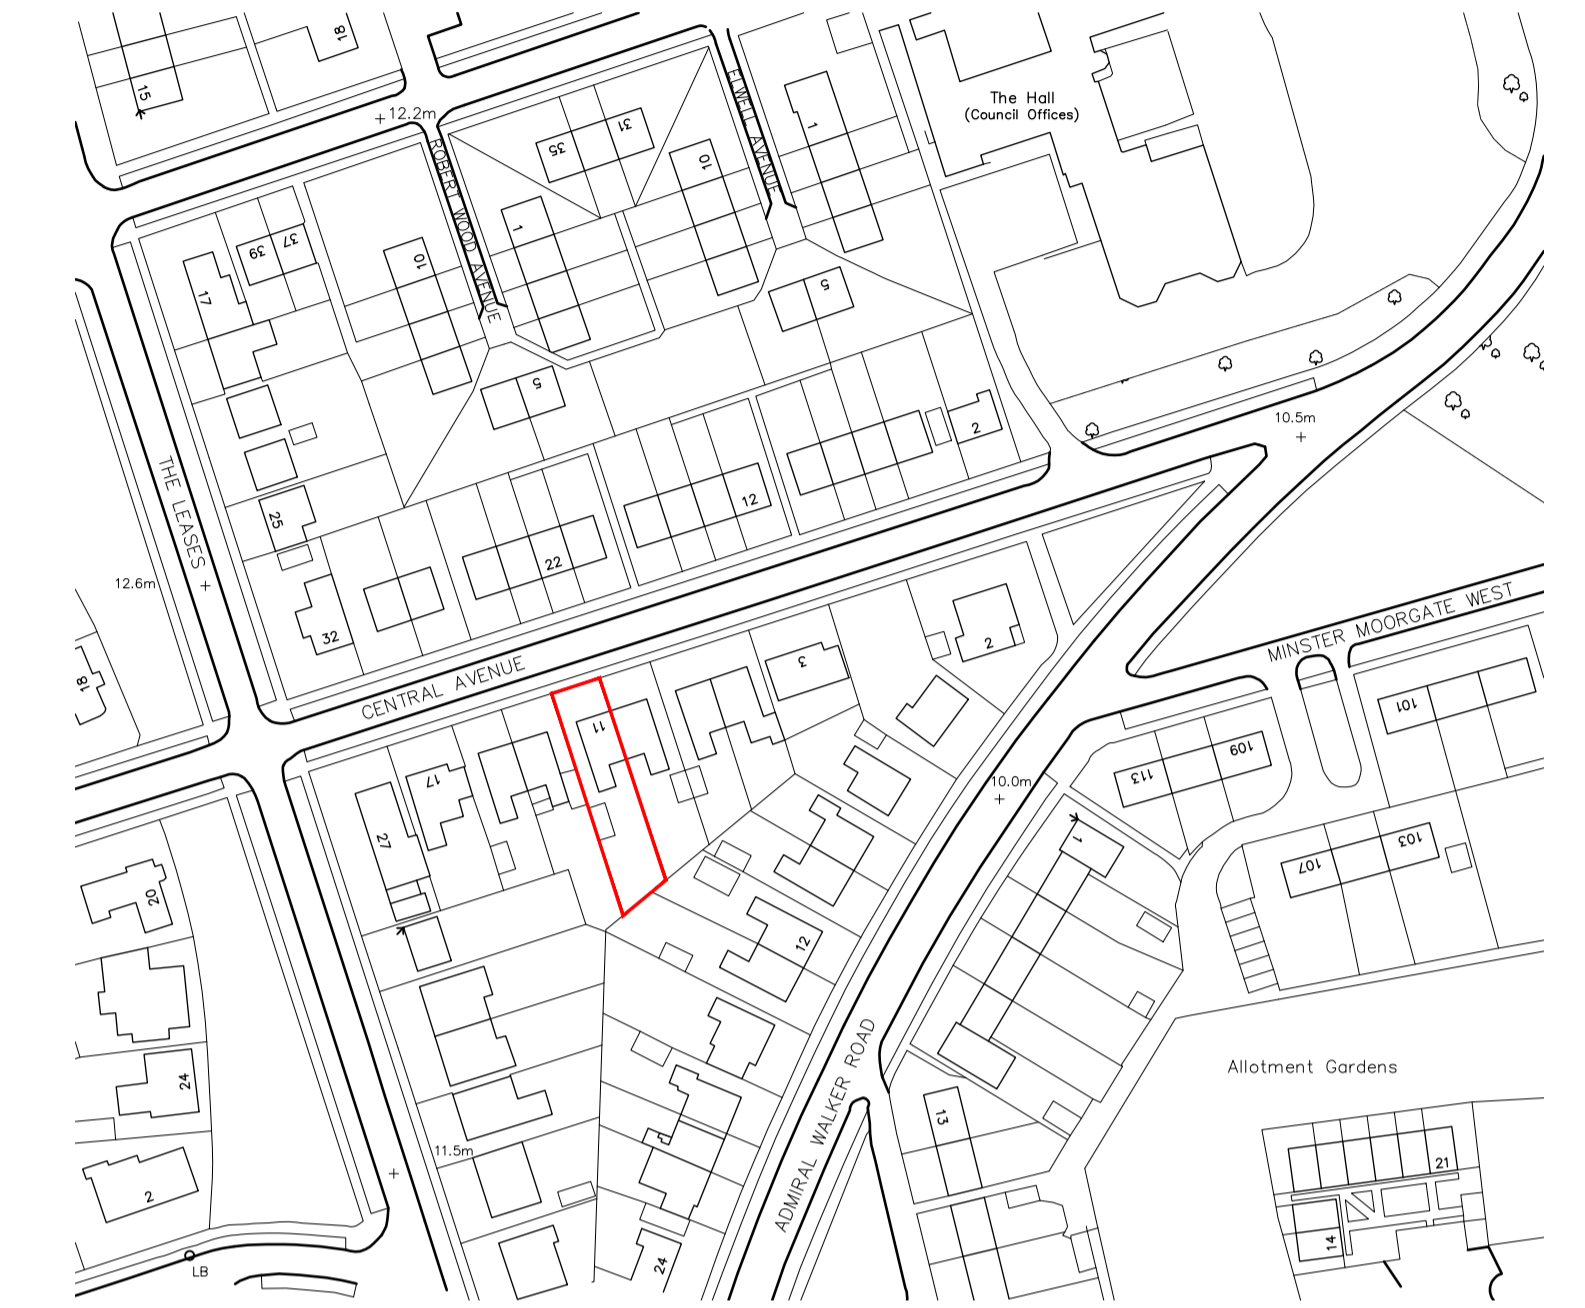 18
15
12.2m
The Hall
(Council Offices)
ELWELL AVENUE
1
31
35
10
ROBERT WOOD AVENUE
1
37
39
10
17
5
5
2
10.5m
12
25
THE LEASES
22
12.6m
32
CENTRAL AVENUE
MINSTER MOORGATE WEST
2
3
18
11
101
109
113
17
10.0m
27
1
103
107
20
12
ADMIRAL WALKER ROAD
Allotment Gardens
24
13
11.5m
21
2
14
24
LB